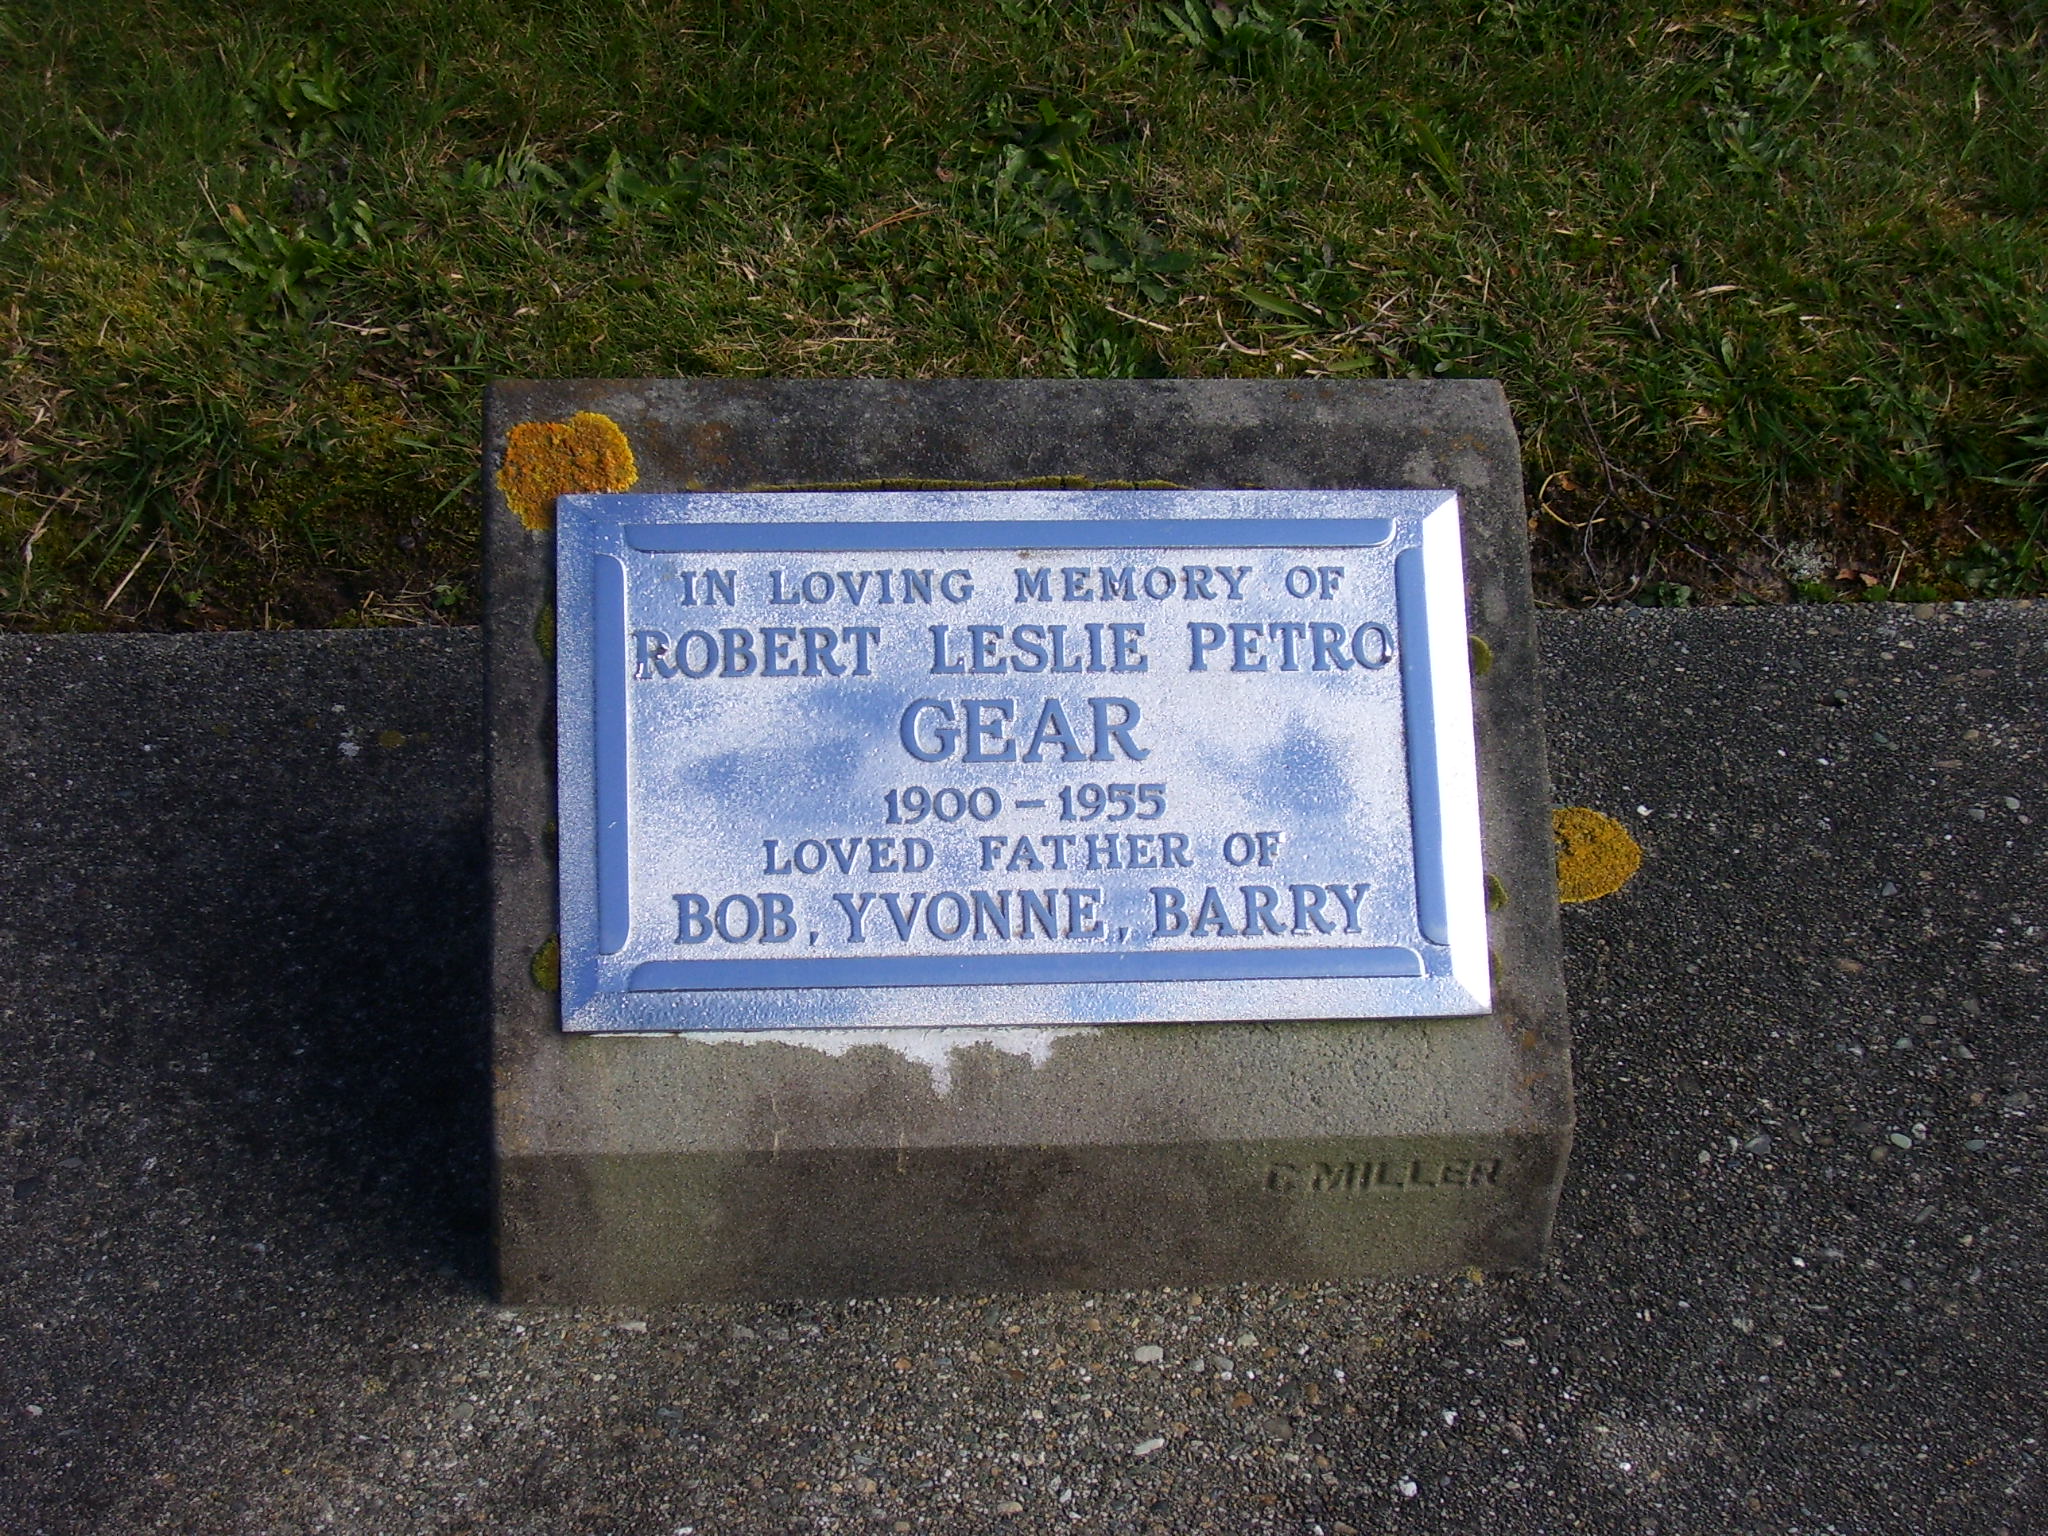 IN LOVING MEMORY OF
ROBERT LESLIE PETRO
GEAR
1900 - 1955
LOVED FATHER OF
BOB, YVONNE, BARRY
C MILLER